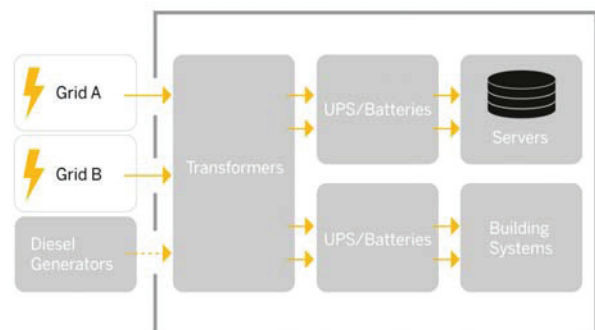 Grid A
Grid B
Diesel
Generators
Transformers
UPS/Batteries
Servers
UPS/Batteries
Building
Systems